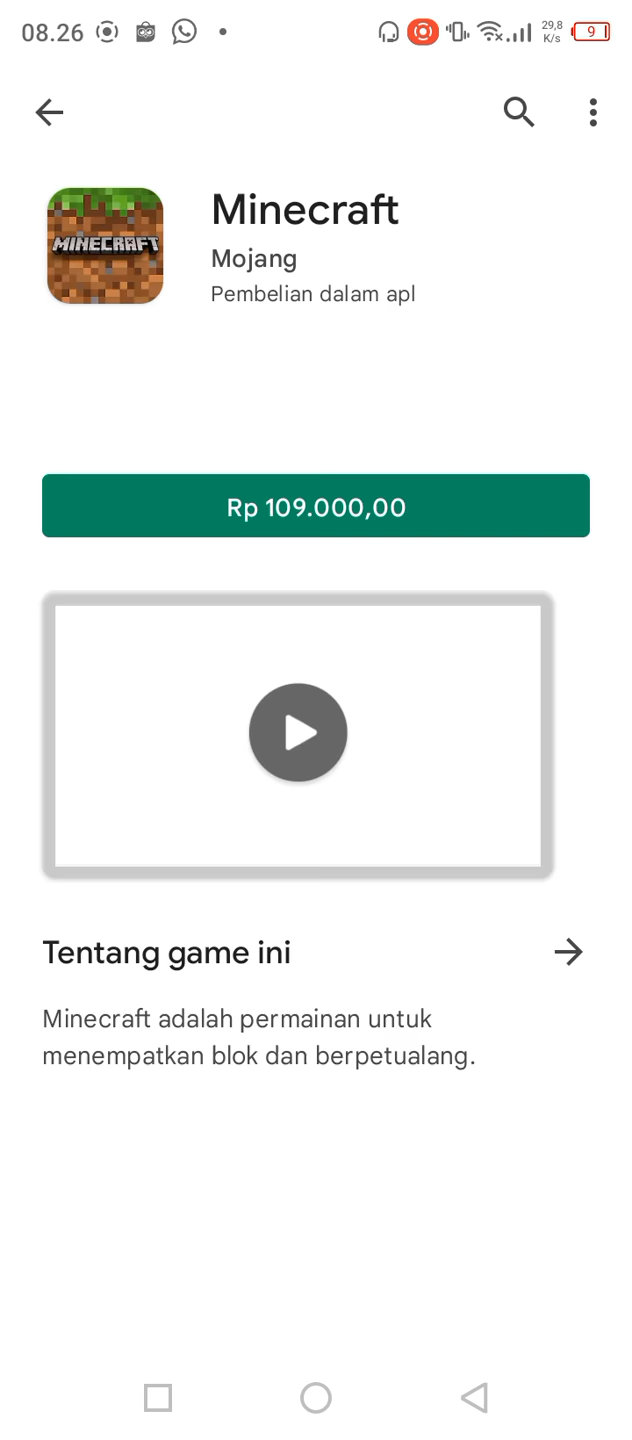 08.26
29,8
K/s
9
Minecraft
MINECRAFT
Mojang
Pembelian dalam apl
Rp 109.000,00
Tentang game ini
Minecraft adalah permainan untuk
menempatkan blok dan berpetualang.